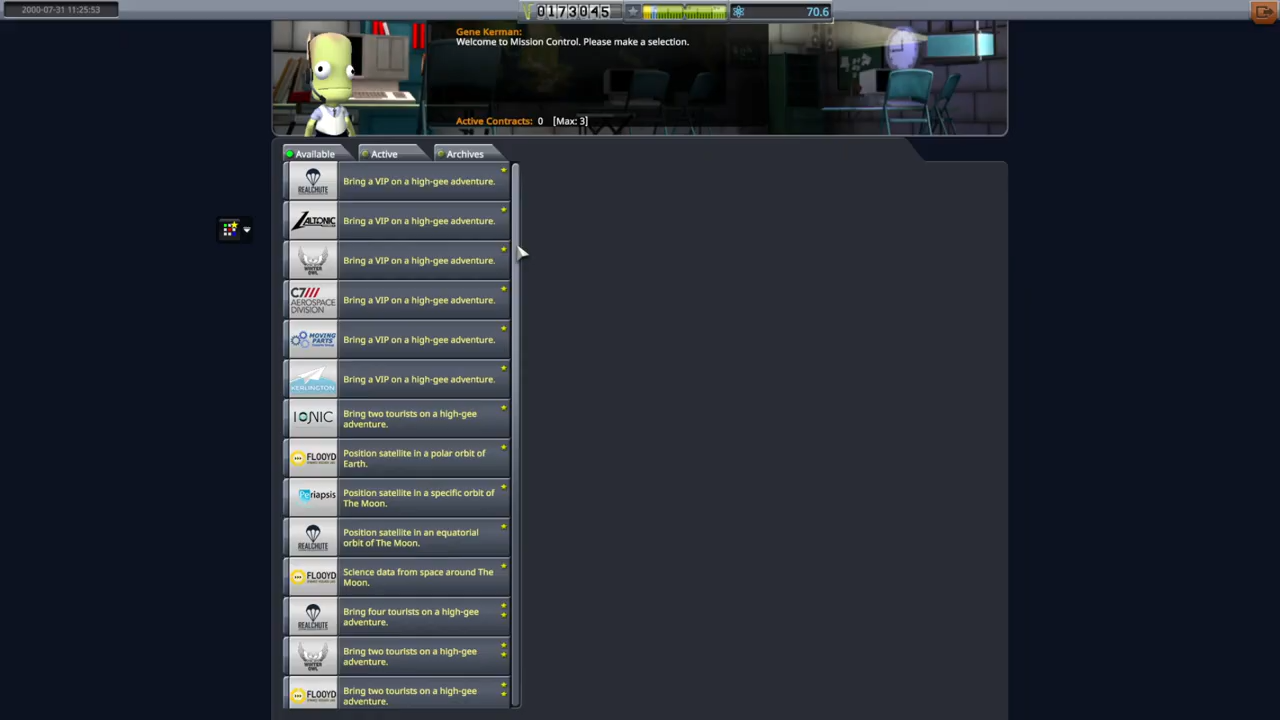 2000-07-31 11:25:53
0173045
70.6
Gene Kerman:
Welcome to Mission Control. Please make a selection.
Active Contracts: 0 [Max: 3]
Available
Active
Archives
REALCHUTE
Bring a VIP on a high-gee adventure.
ZALTONIC
Bring a VIP on a high-gee adventure.
WINTER
OWL
Bring a VIP on a high-gee adventure.
C7///
AEROSPACE
DIVISION
Bring a VIP on a high-gee adventure.
MOVING
PARTS
Bring a VIP on a high-gee adventure.
KERLINGTON
Bring a VIP on a high-gee adventure.
IONIC
Bring two tourists on a high-gee
adventure.
FLOOYD
Position satellite in a polar orbit of
Earth.
Periapsis
Position satellite in a specific orbit of
The Moon.
REALCHUTE
Position satellite in an equatorial
orbit of The Moon.
FLOOYD
Science data from space around The
Moon.
REALCHUTE
Bring four tourists on a high-gee
adventure.
WINTER
OWL
Bring two tourists on a high-gee
adventure.
FLOOYD
Bring two tourists on a high-gee
adventure.